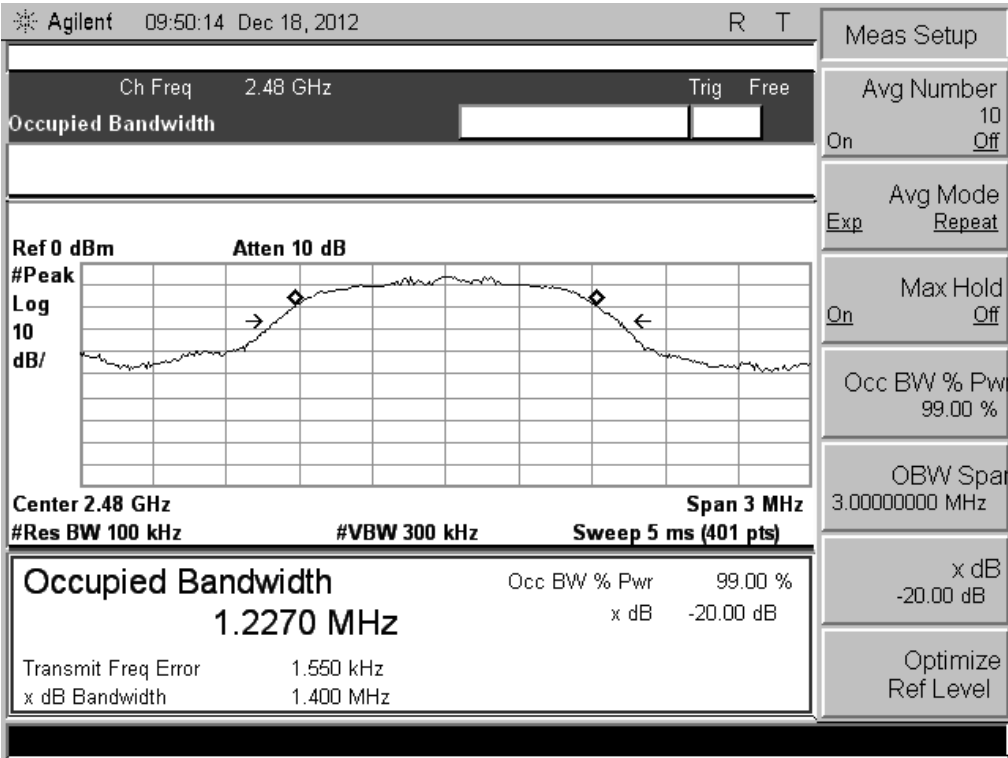 Agilent 09:50:14 Dec 18, 2012 R T
Ch Freq 2.48 GHz Trig Free
Occupied Bandwidth
Ref 0 dBm Atten 10 dB
#Peak
Log
10
dB/
Center 2.48 GHz Span 3 MHz
#Res BW 100 kHz #VBW 300 kHz Sweep 5 ms (401 pts)
Occupied Bandwidth Occ BW % Pwr 99.00 %
1.2270 MHz x dB -20.00 dB
Transmit Freq Error 1.550 kHz
x dB Bandwidth 1.400 MHz
Meas Setup
Avg Number
10
On Off
Avg Mode
Exp Repeat
Max Hold
On Off
Occ BW % Pwr
99.00 %
OBW Span
3.00000000 MHz
x dB
-20.00 dB
Optimize
Ref Level